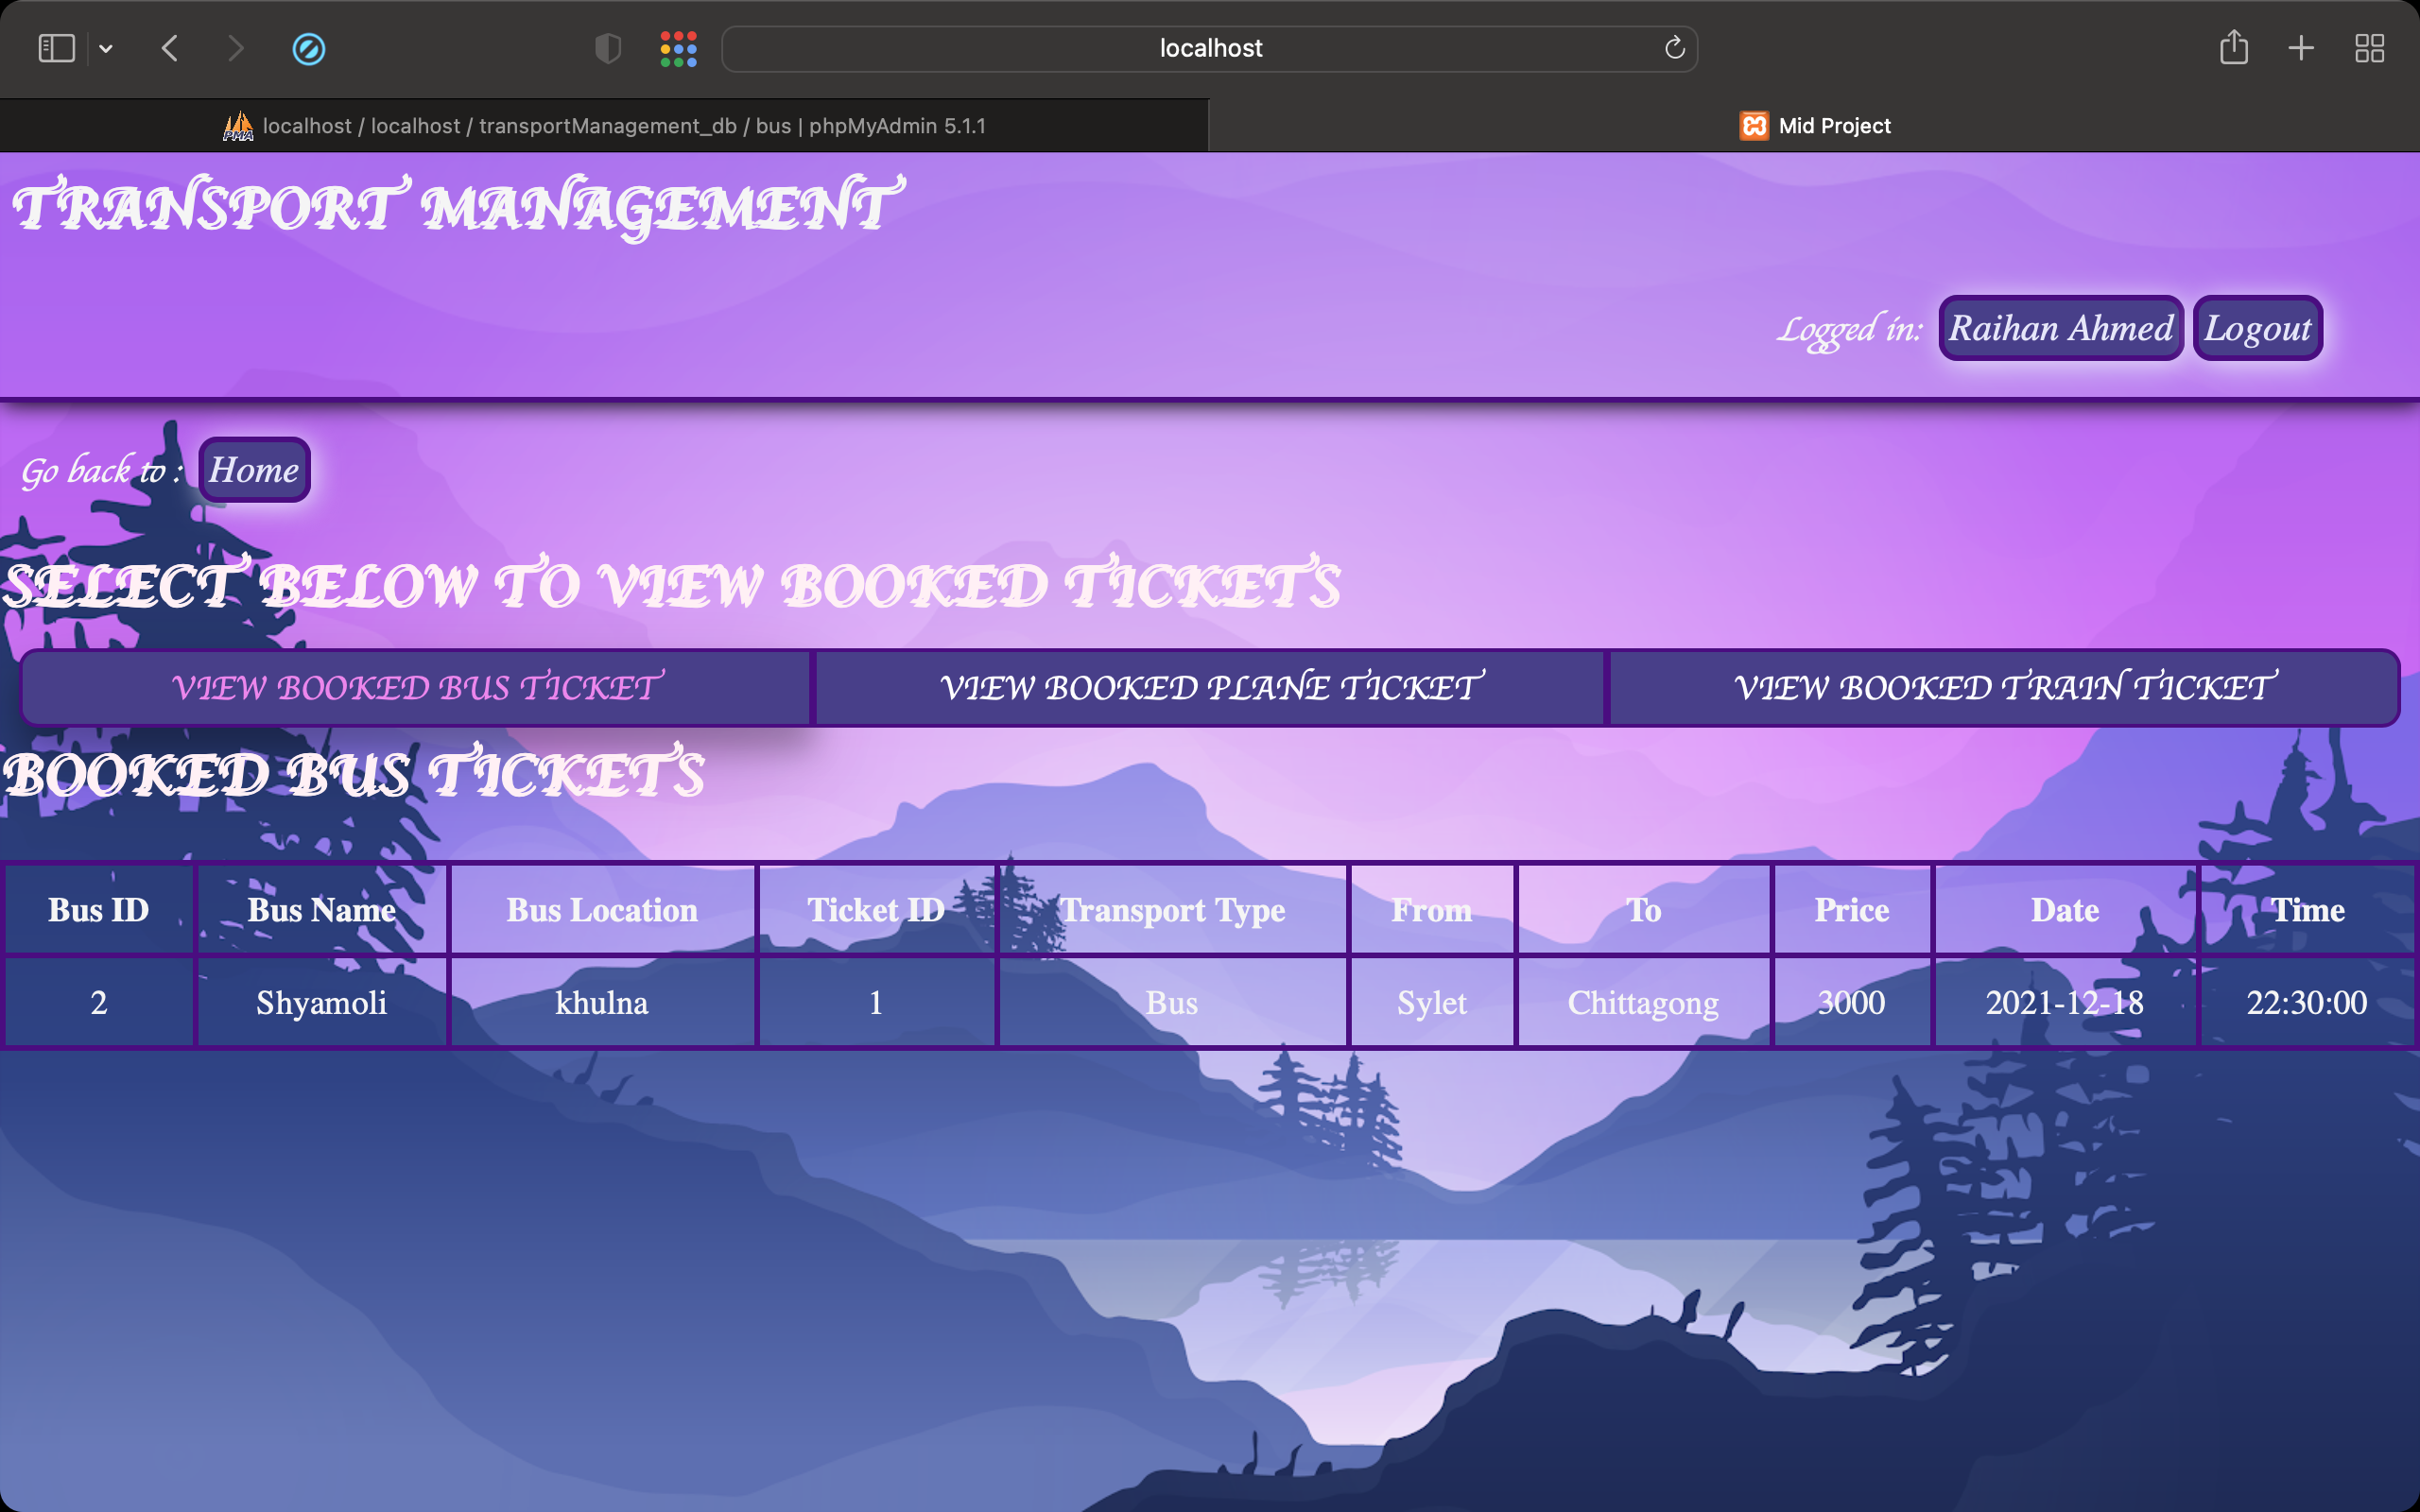 localhost
localhost / localhost / transportManagement_db / bus | phpMyAdmin 5.1.1
Mid Project
TRANSPORT MANAGEMENT
Logged in: Raihan Ahmed Logout
Go back to : Home
SELECT BELOW TO VIEW BOOKED TICKETS
VIEW BOOKED BUS TICKET VIEW BOOKED PLANE TICKET VIEW BOOKED TRAIN TICKET
BOOKED BUS TICKETS
Bus ID Bus Name Bus Location Ticket ID Transport Type From To Price Date Time
2 Shyamoli khulna 1 Bus Sylet Chittagong 3000 2021-12-18 22:30:00